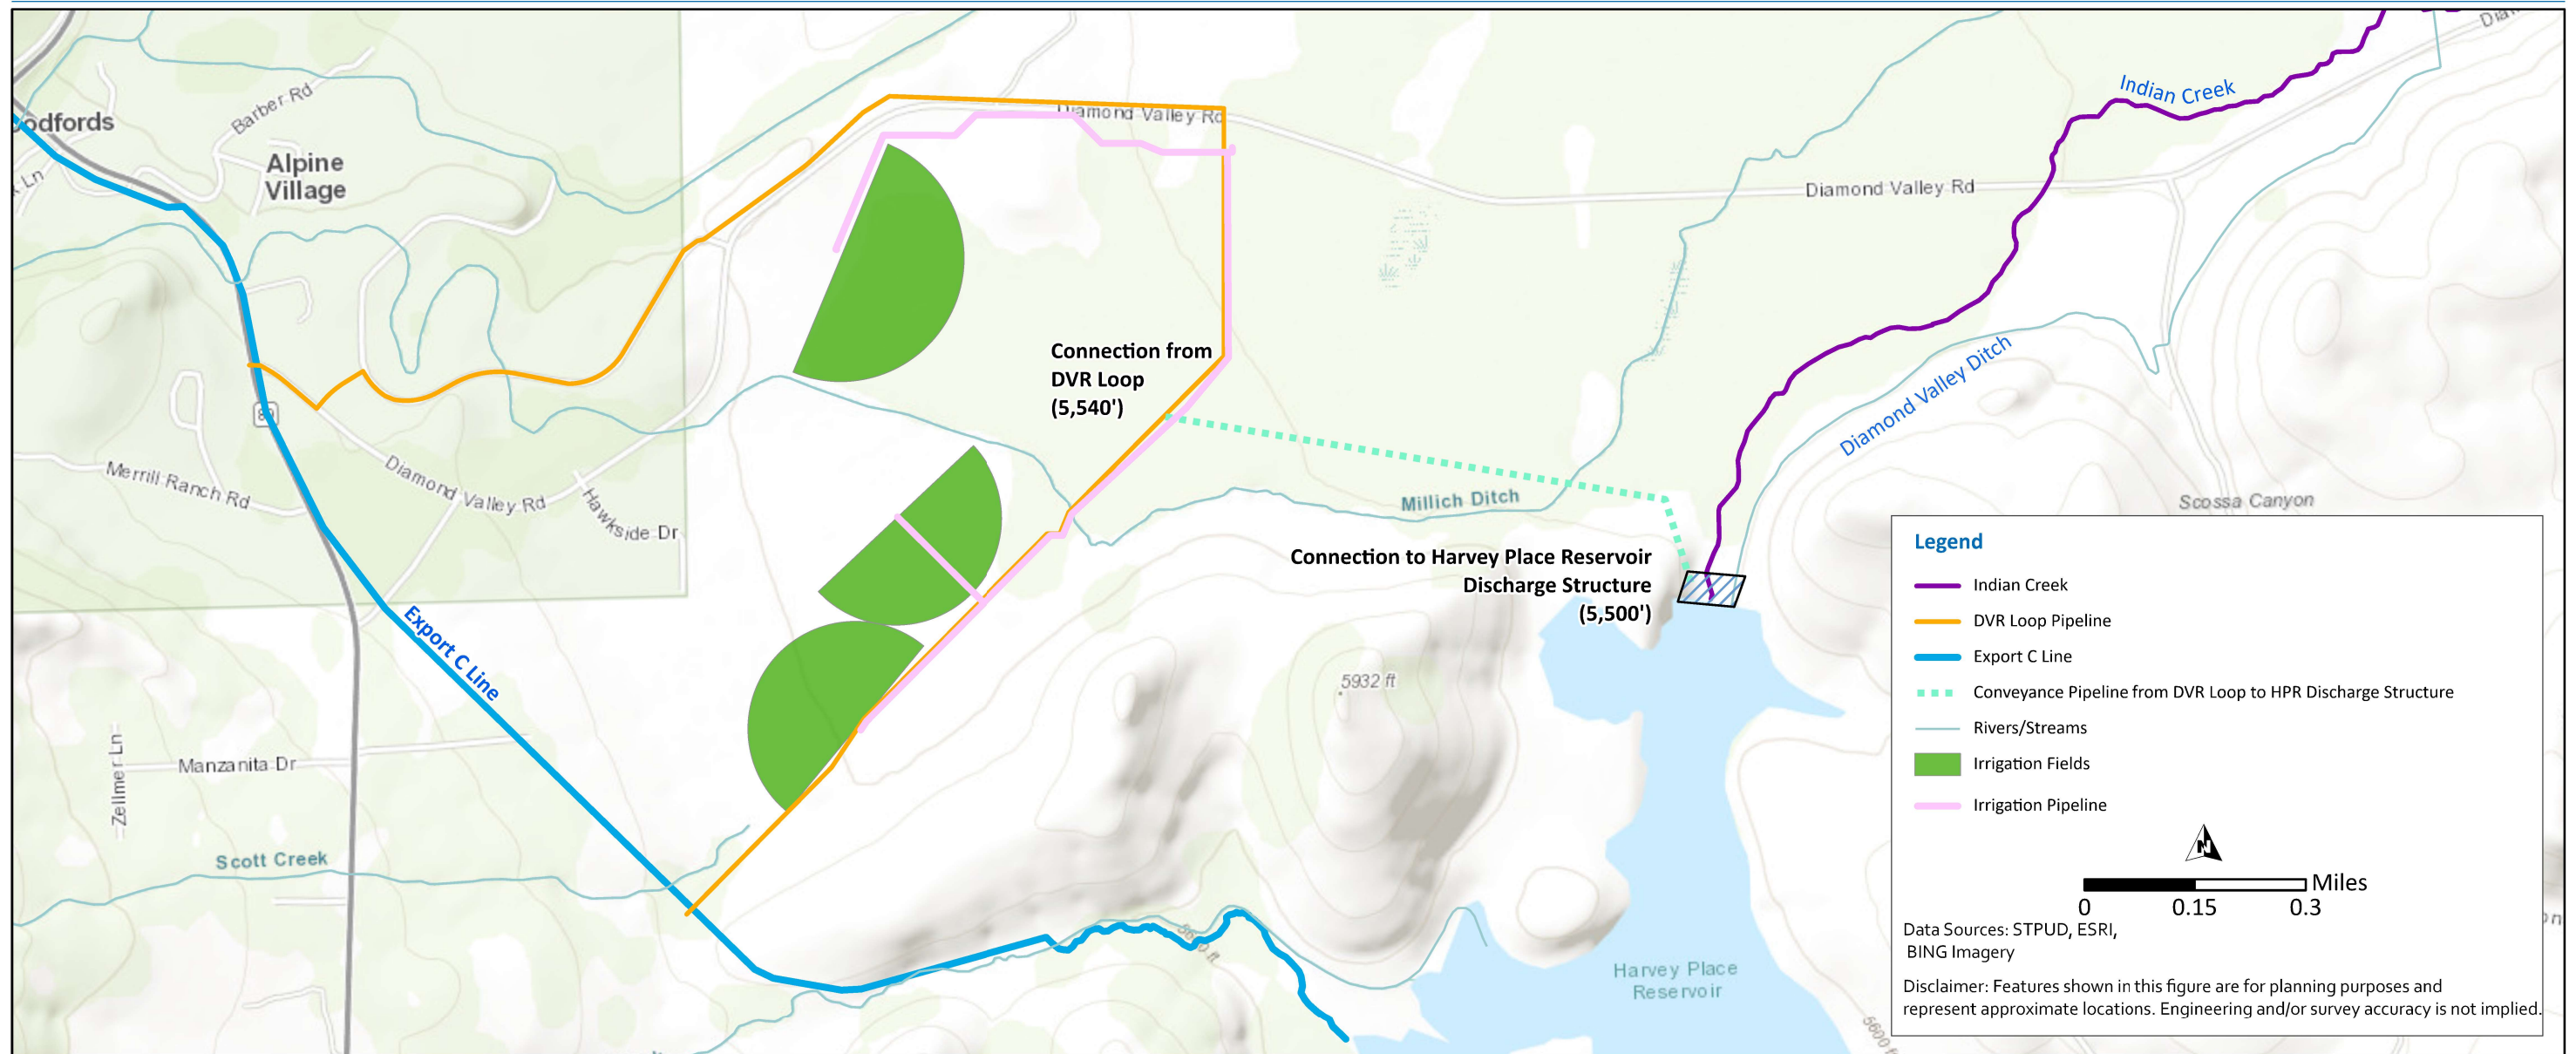 Indian Creek
Barber Rd
Diamond Valley Rd
Alpine
Village
Diamond Valley Rd
Connection from
DVR Loop
(5,540')
Diamond Valley Ditch
Merrill Ranch Rd
Diamond Valley Rd
Hawkside Dr
Millich Ditch
Scossa Canyon
Connection to Harvey Place Reservoir
Discharge Structure
(5,500')
Export C Line
5932 ft
Zellmer Ln
Manzanita Dr
Scott Creek
Harvey Place
Reservoir
5600 ft
Legend
Indian Creek
DVR Loop Pipeline
Export C Line
Conveyance Pipeline from DVR Loop to HPR Discharge Structure
Rivers/Streams
Irrigation Fields
Irrigation Pipeline
N
Miles
0 0.15 0.3
Data Sources: STPUD, ESRI,
BING Imagery
Disclaimer: Features shown in this figure are for planning purposes and
represent approximate locations. Engineering and/or survey accuracy is not implied.